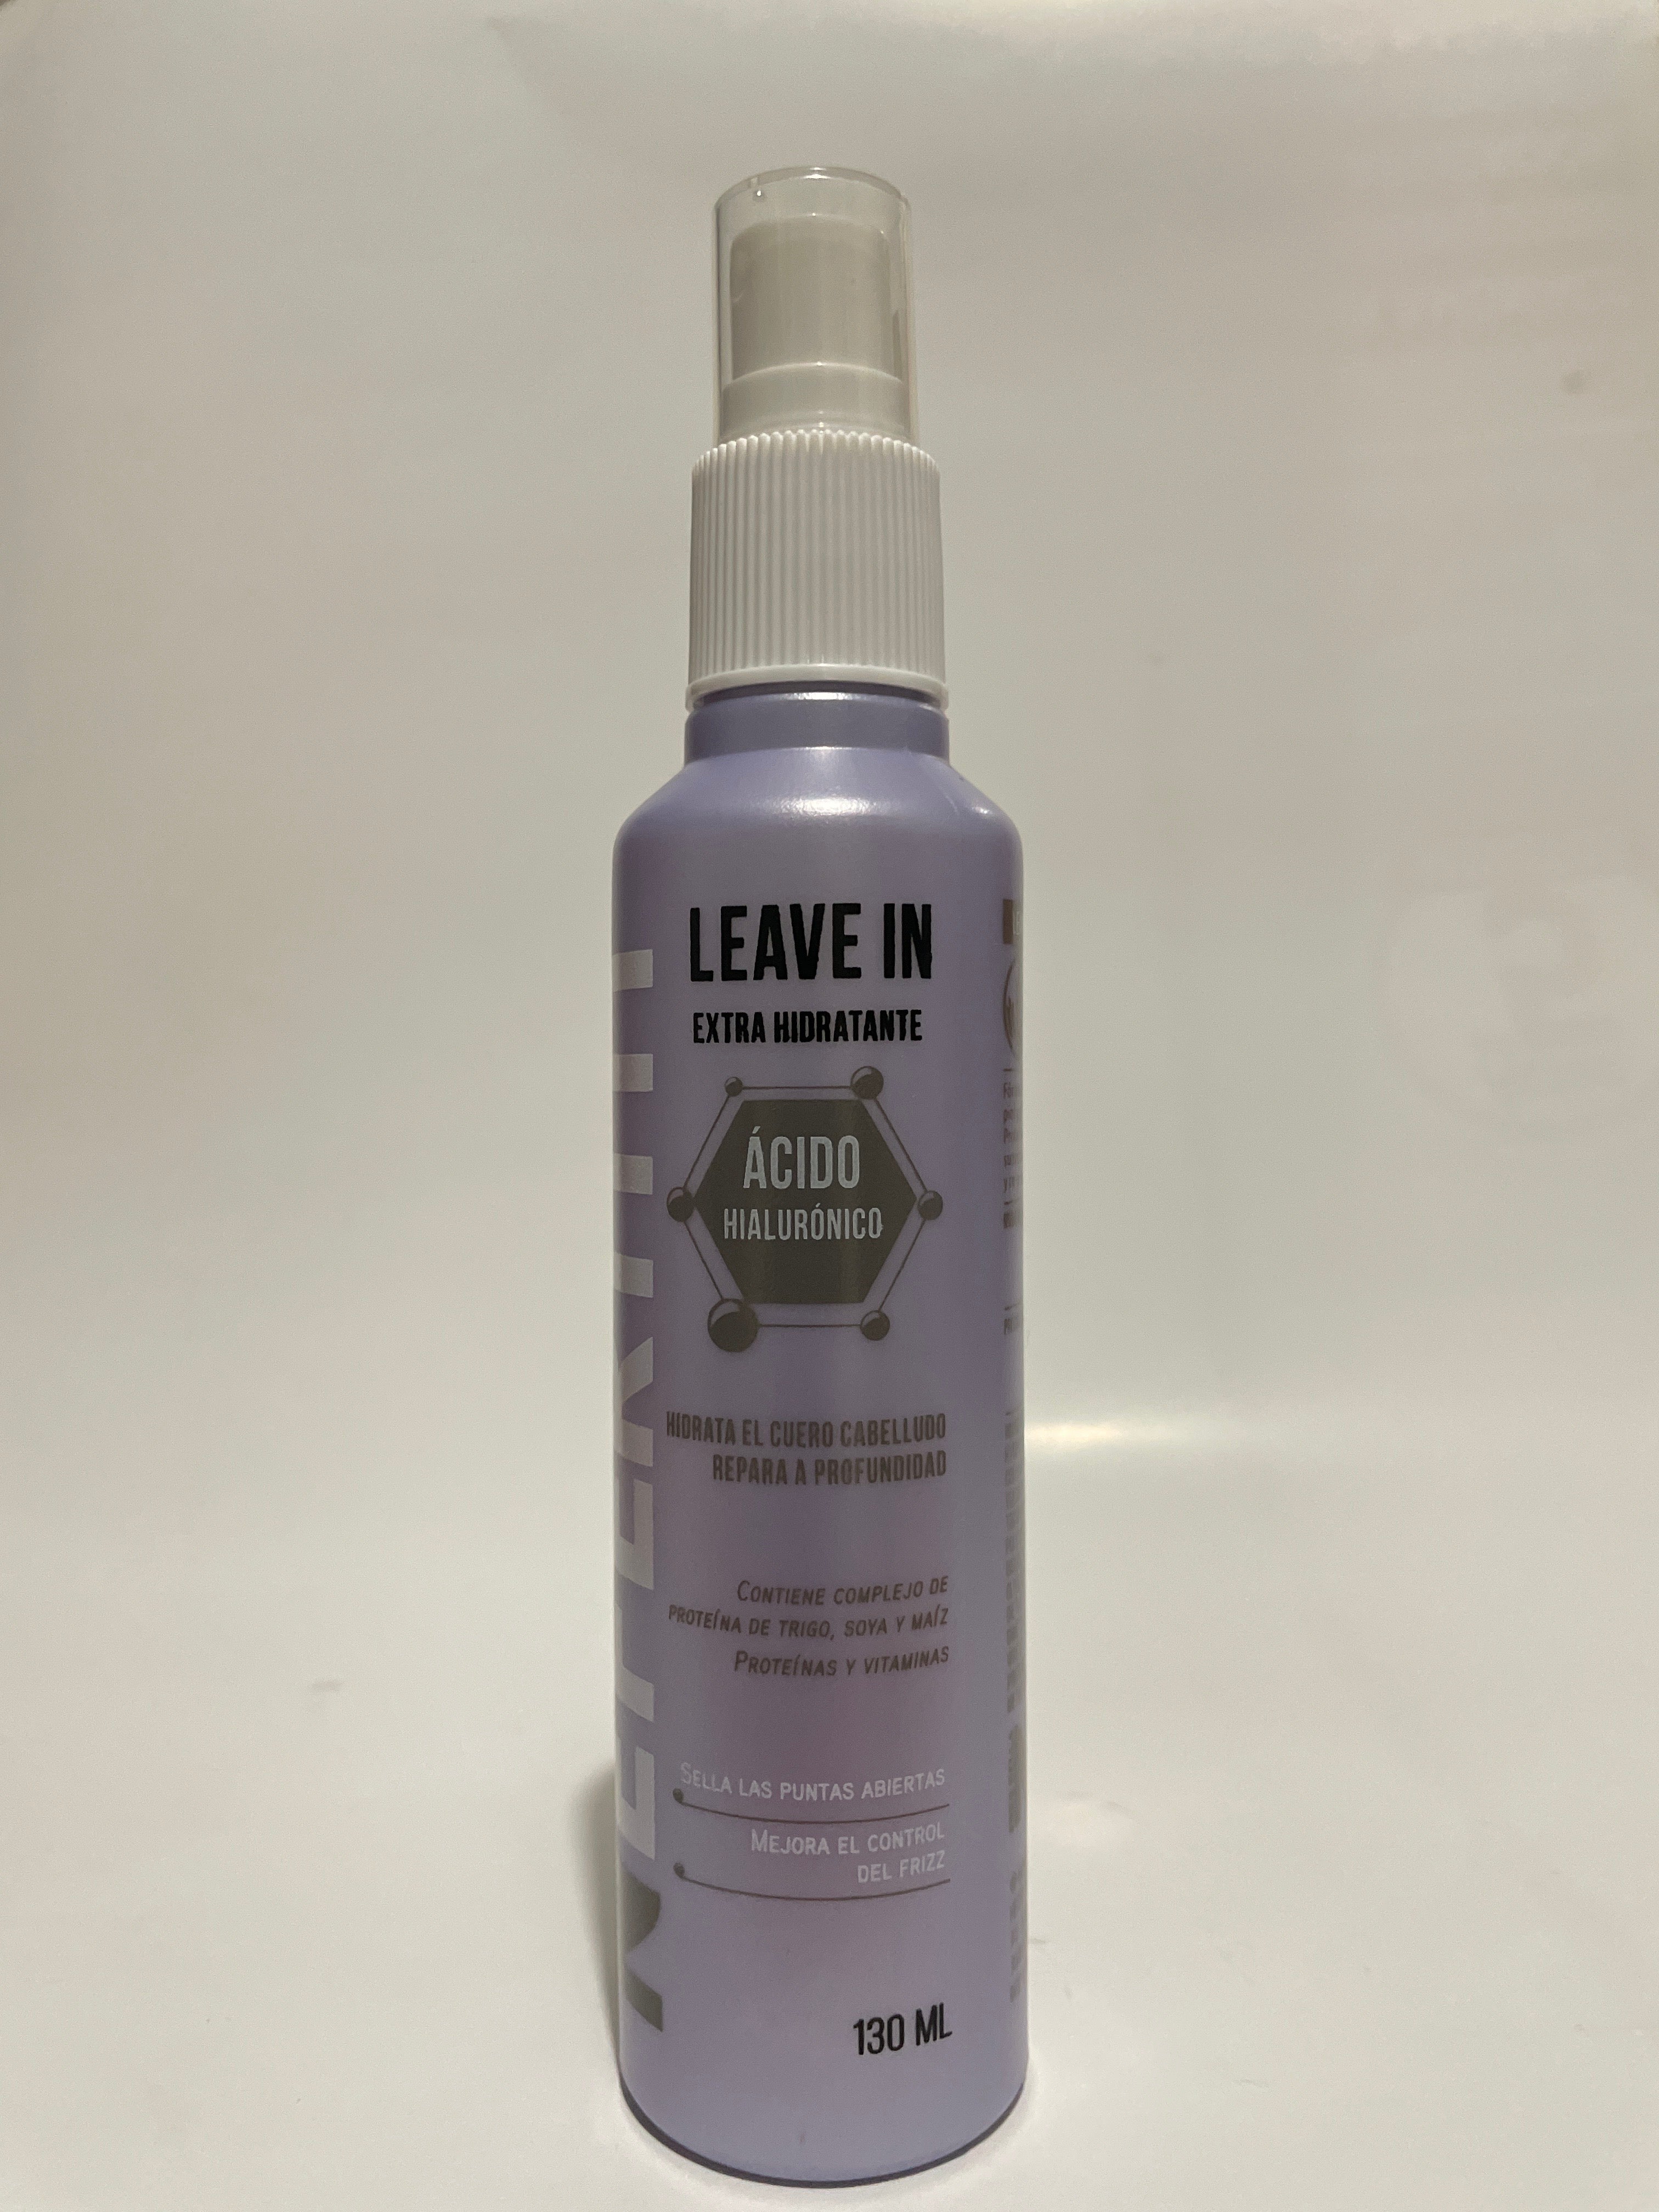 LEAVE IN
EXTRA HIDRATANTE
ÁCIDO
HIALURÓNICO
HIDRATA EL CUERO CABELLUDO
REPARA A PROFUNDIDAD
CONTIENE COMPLEJO DE
PROTEÍNA DE TRIGO, SOYA Y MAÍZ
PROTEÍNAS Y VITAMINAS
SELLA LAS PUNTAS ABIERTAS
MEJORA EL CONTROL
DEL FRIZZ
130 ML
NEFERTITI